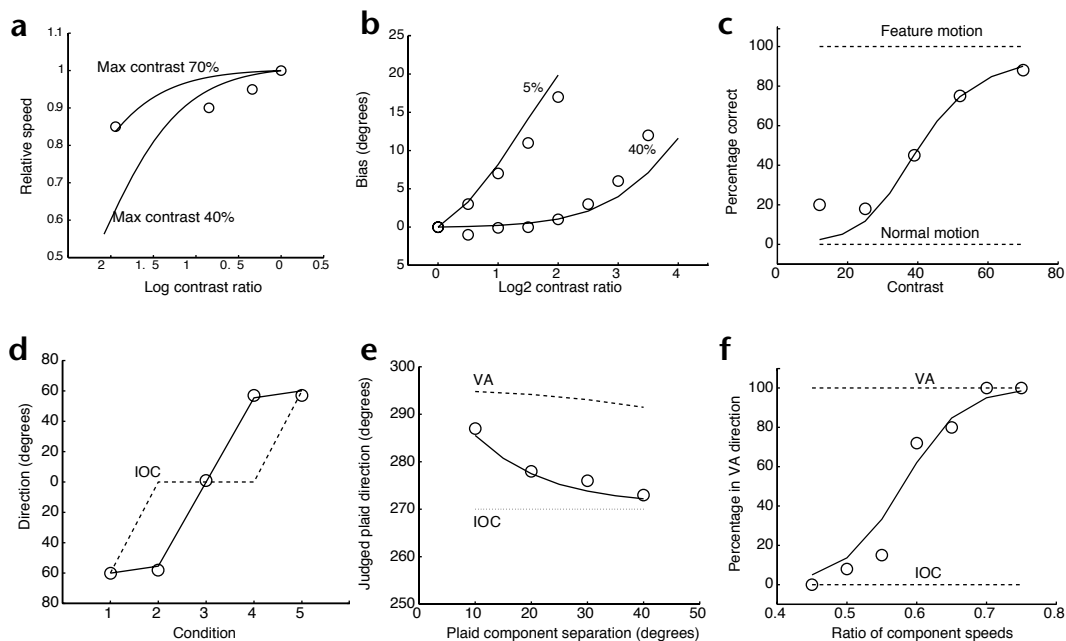 a
1.1
1
0.9
0.8
0.7
0.6
0.5
2 1. 5 1 0. 5 0 0.5
Relative speed
Log contrast ratio
Max contrast 70%
Max contrast 40%
b
25
20
15
10
5
0
5
0 1 2 3 4
Bias (degrees)
Log2 contrast ratio
5%
40%
c
100
80
60
40
20
0
0 20 40 60 80
Percentage correct
Contrast
Feature motion
Normal motion
d
80
60
40
20
0
20
40
60
80
1 2 3 4 5
Direction (degrees)
Condition
IOC
e
300
290
280
270
260
250
0 10 20 30 40 50
Judged plaid direction (degrees)
Plaid component separation (degrees)
VA
IOC
f
100
80
60
40
20
0
0.4 0.5 0.6 0.7 0.8
Percentage in VA direction
Ratio of component speeds
VA
IOC